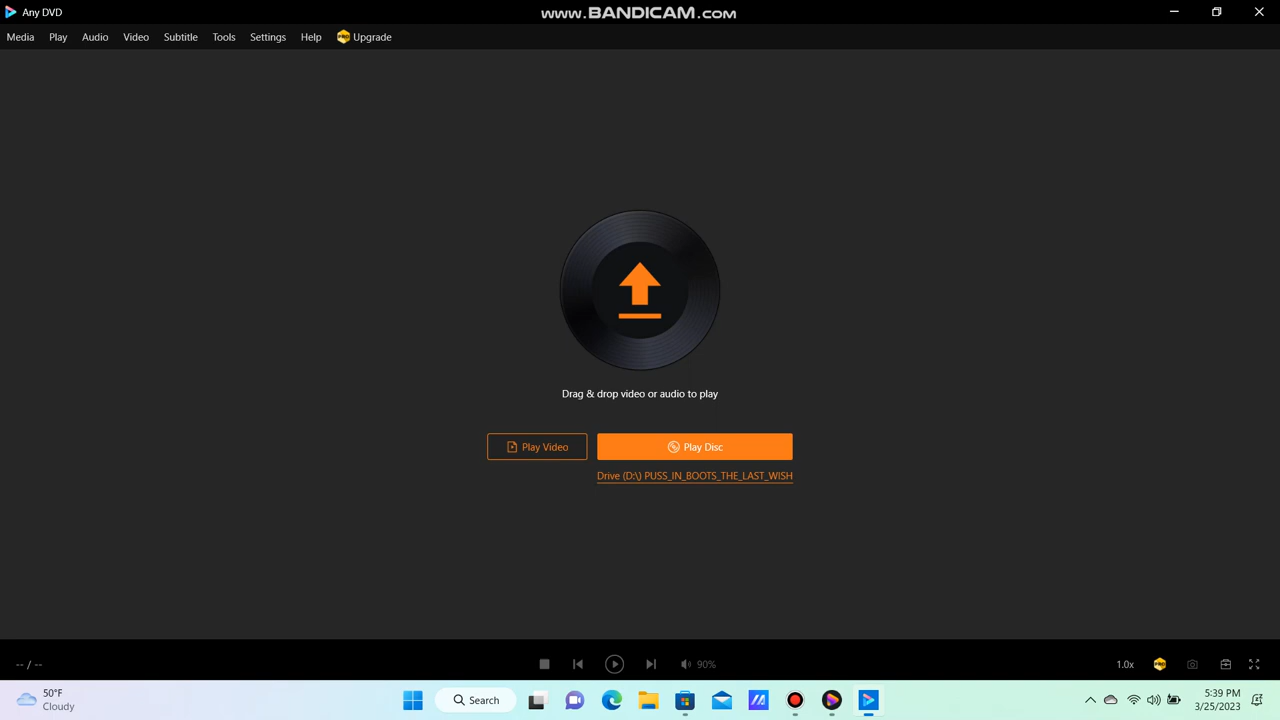 Any DVD
www.BANDICAM.com
Media Play Audio Video Subtitle Tools Settings Help PRO Upgrade
Drag & drop video or audio to play
Play Video
Play Disc
Drive (D:\) PUSS_IN_BOOTS_THE_LAST_WISH
-- / --
90%
1.0x
PRO
50°F
Cloudy
Search
5:39 PM
3/25/2023